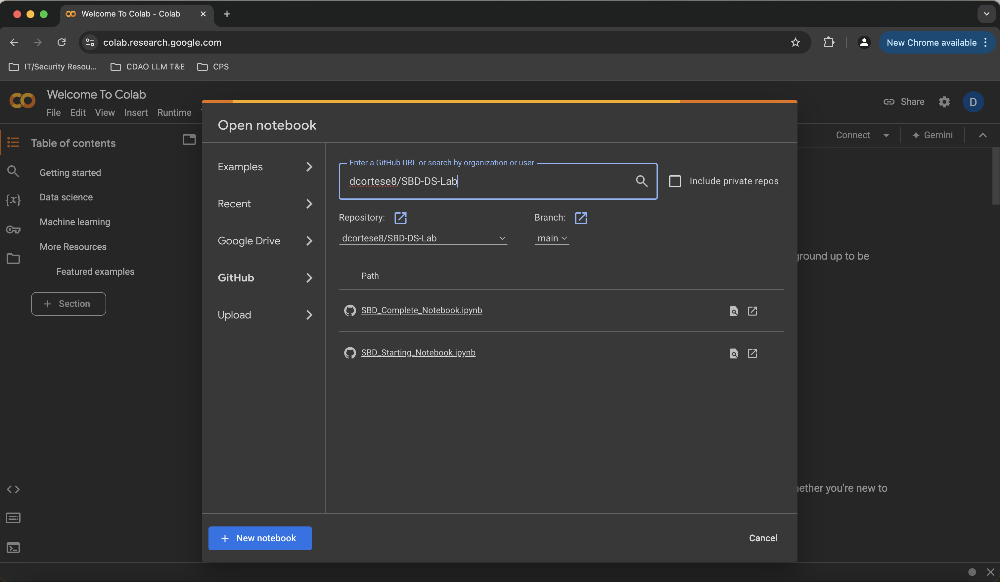 Welcome To Colab - Colab
colab.research.google.com
New Chrome available
IT/Security Resou...
CDAO LLM T&E
CPS
Welcome To Colab
File Edit View Insert Runtime
Share
D
Open notebook
Connect
Gemini
Table of contents
Getting started
Data science
Machine learning
More Resources
Featured examples
+ Section
Examples
Recent
Google Drive
GitHub
Upload
Enter a GitHub URL or search by organization or user
dcortese8/SBD-DS-Lab
Include private repos
Repository:
Branch:
dcortese8/SBD-DS-Lab
main
Path
SBD_Complete_Notebook.ipynb
SBD_Starting_Notebook.ipynb
ground up to be
hether you're new to
+ New notebook
Cancel